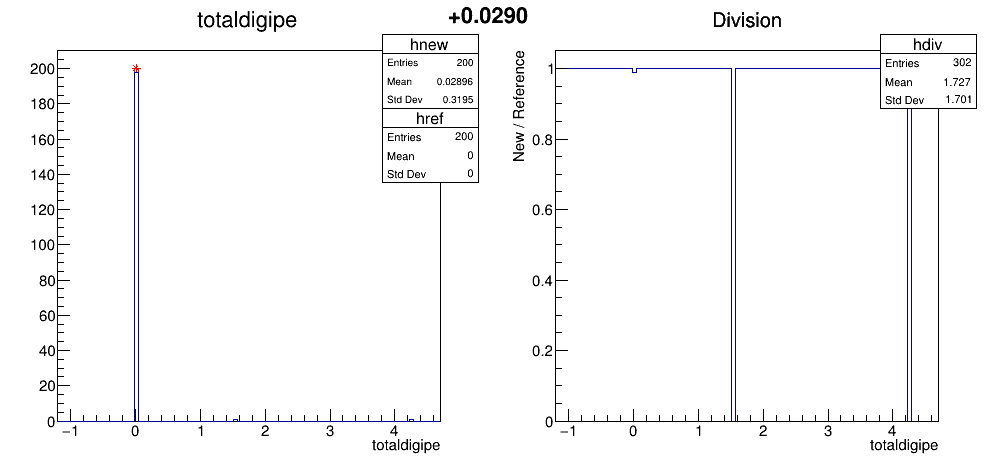 totaldigipe
+0.0290
Division
hnew
Entries 200
Mean 0.02896
Std Dev 0.3195
href
Entries 200
Mean 0
Std Dev 0
200
180
160
140
120
100
80
60
40
20
0
−1 0 1 2 3 4
totaldigipe
hdiv
Entries 302
Mean 1.727
Std Dev 1.701
New / Reference
1
0.8
0.6
0.4
0.2
0
−1 0 1 2 3 4
totaldigipe